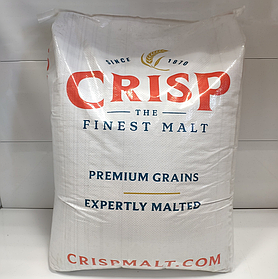 SINCE 1870
CRISP
THE
FINEST MALT
PREMIUM GRAINS
EXPERTLY MALTED
CRISPMALT.COM